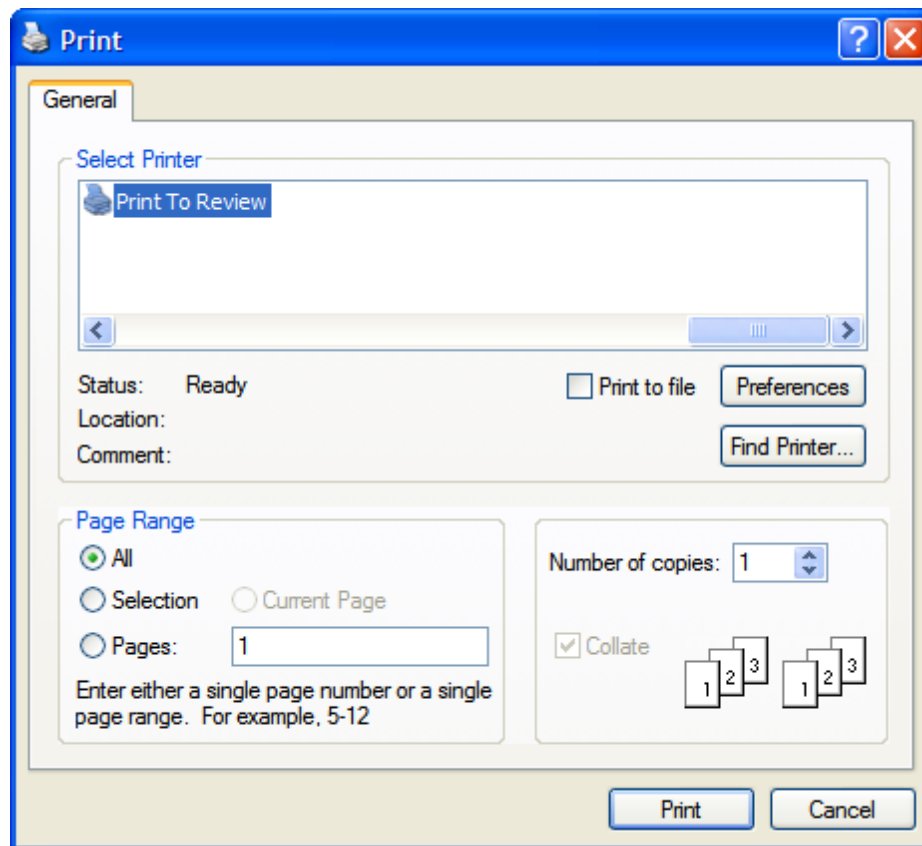 Print
General
Select Printer
Print To Review
Status: Ready
Print to file
Preferences
Location:
Comment:
Find Printer...
Page Range
All
Selection
Current Page
Pages: 1
Enter either a single page number or a single
page range. For example, 5-12
Number of copies: 1
Collate
1 2 3 1 2 3
Print
Cancel